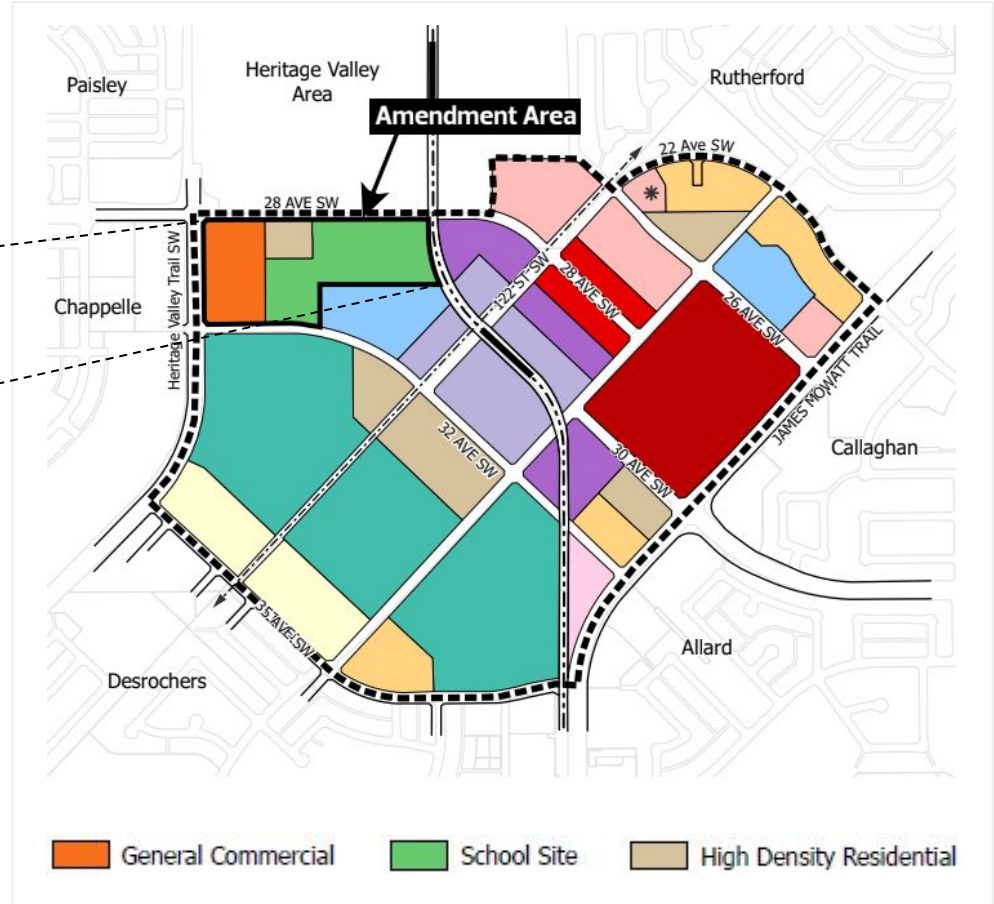 Paisley
Heritage Valley
Area
Rutherford
Amendment Area
22 Ave SW
28 AVE SW
Heritage Valley Trail SW
122 ST SW
28 AVE SW
Chappelle
26 AVE SW
JAMES MOWATT TRAIL
Callaghan
32 AVE SW
30 AVE SW
35 AVE SW
Allard
Desrochers
General Commercial
School Site
High Density Residential